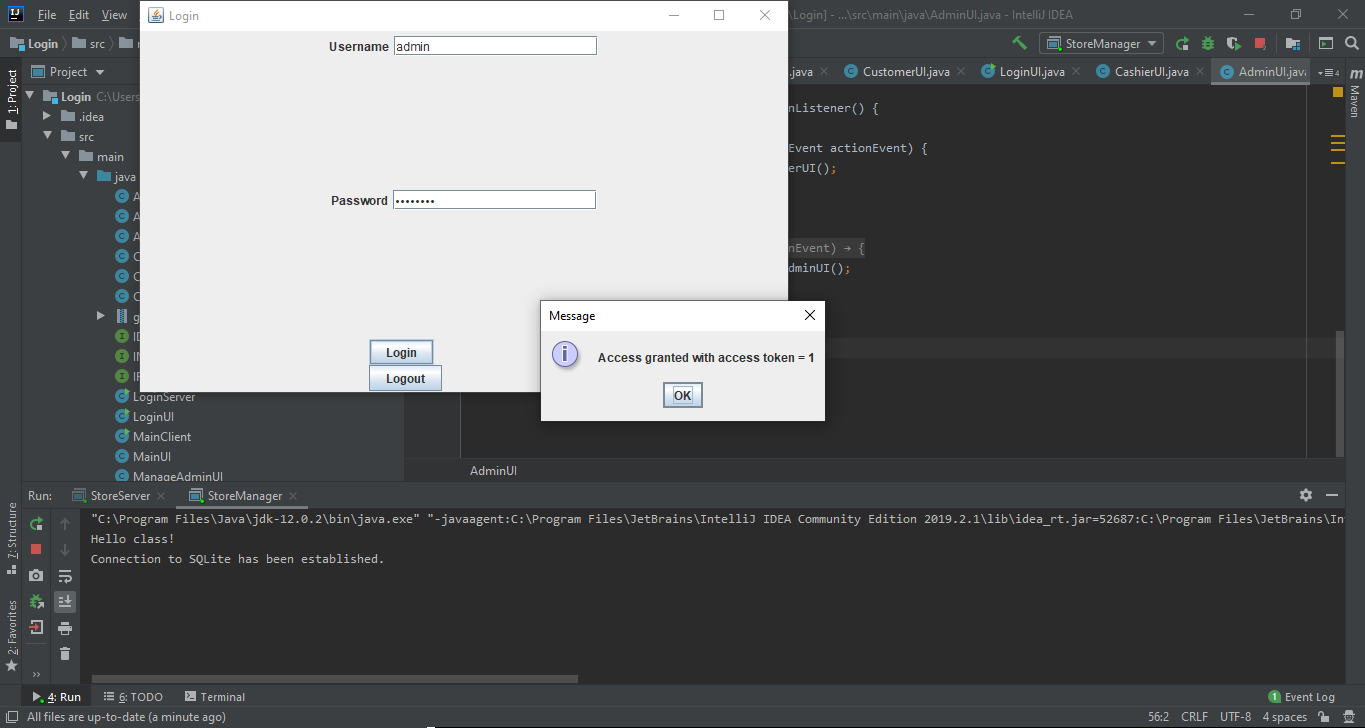 File Edit View
Login
\Login] - ...\src\main\java\AdminUI.java - IntelliJ IDEA
Login src
StoreManager
Username admin
Password ••••••••
Login
Logout
Message
Access granted with access token = 1
OK
1: Project
Project
.java CustomerUI.java LoginUI.java CashierUI.java AdminUI.java
Maven
Login C:\Users
.idea
src
main
java
LoginServer
LoginUI
MainClient
MainUI
ManageAdminUI
nListener() {
Event actionEvent) {
erUI();
nEvent) → {
dminUI();
AdminUI
Run: StoreServer StoreManager
"C:\Program Files\Java\jdk-12.0.2\bin\java.exe" "-javaagent:C:\Program Files\JetBrains\IntelliJ IDEA Community Edition 2019.2.1\lib\idea_rt.jar=52687:C:\Program Files\JetBrains\In
Hello class!
Connection to SQLite has been established.
7: Structure
2: Favorites
4: Run 6: TODO Terminal
1 Event Log
All files are up-to-date (a minute ago)
56:2 CRLF UTF-8 4 spaces